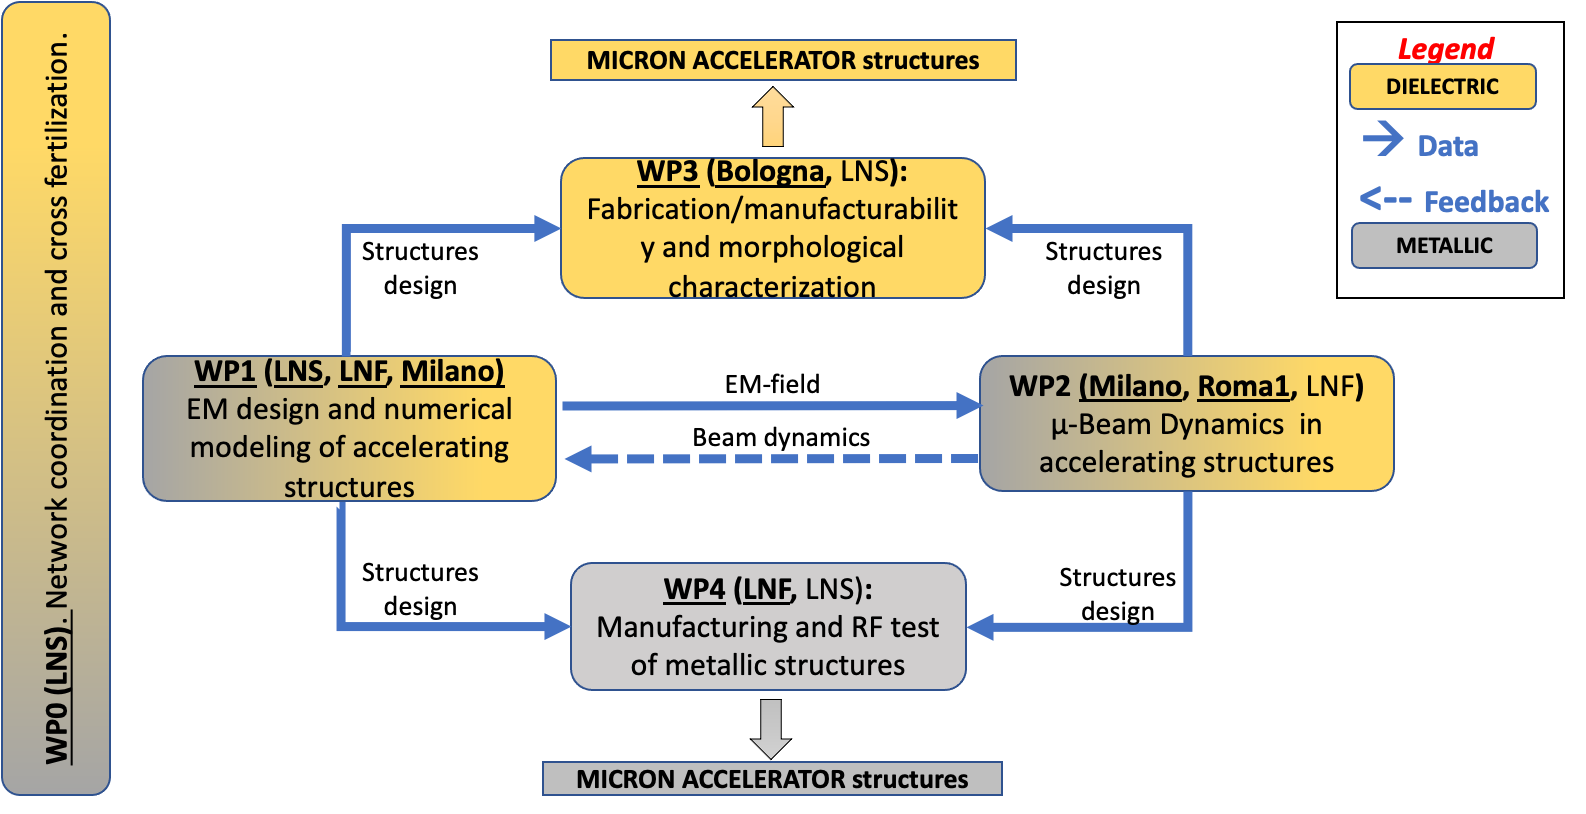 WP0 (LNS). Network coordination and cross fertilization.
MICRON ACCELERATOR structures
Legend
DIELECTRIC
Data
<-- Feedback
METALLIC
WP3 (Bologna, LNS):
Fabrication/manufacturabilit
y and morphological
characterization
Structures
design
Structures
design
WP1 (LNS, LNF, Milano)
EM design and numerical
modeling of accelerating
structures
EM-field
Beam dynamics
WP2 (Milano, Roma1, LNF)
µ-Beam Dynamics in
accelerating structures
Structures
design
WP4 (LNF, LNS):
Manufacturing and RF test
of metallic structures
Structures
design
MICRON ACCELERATOR structures